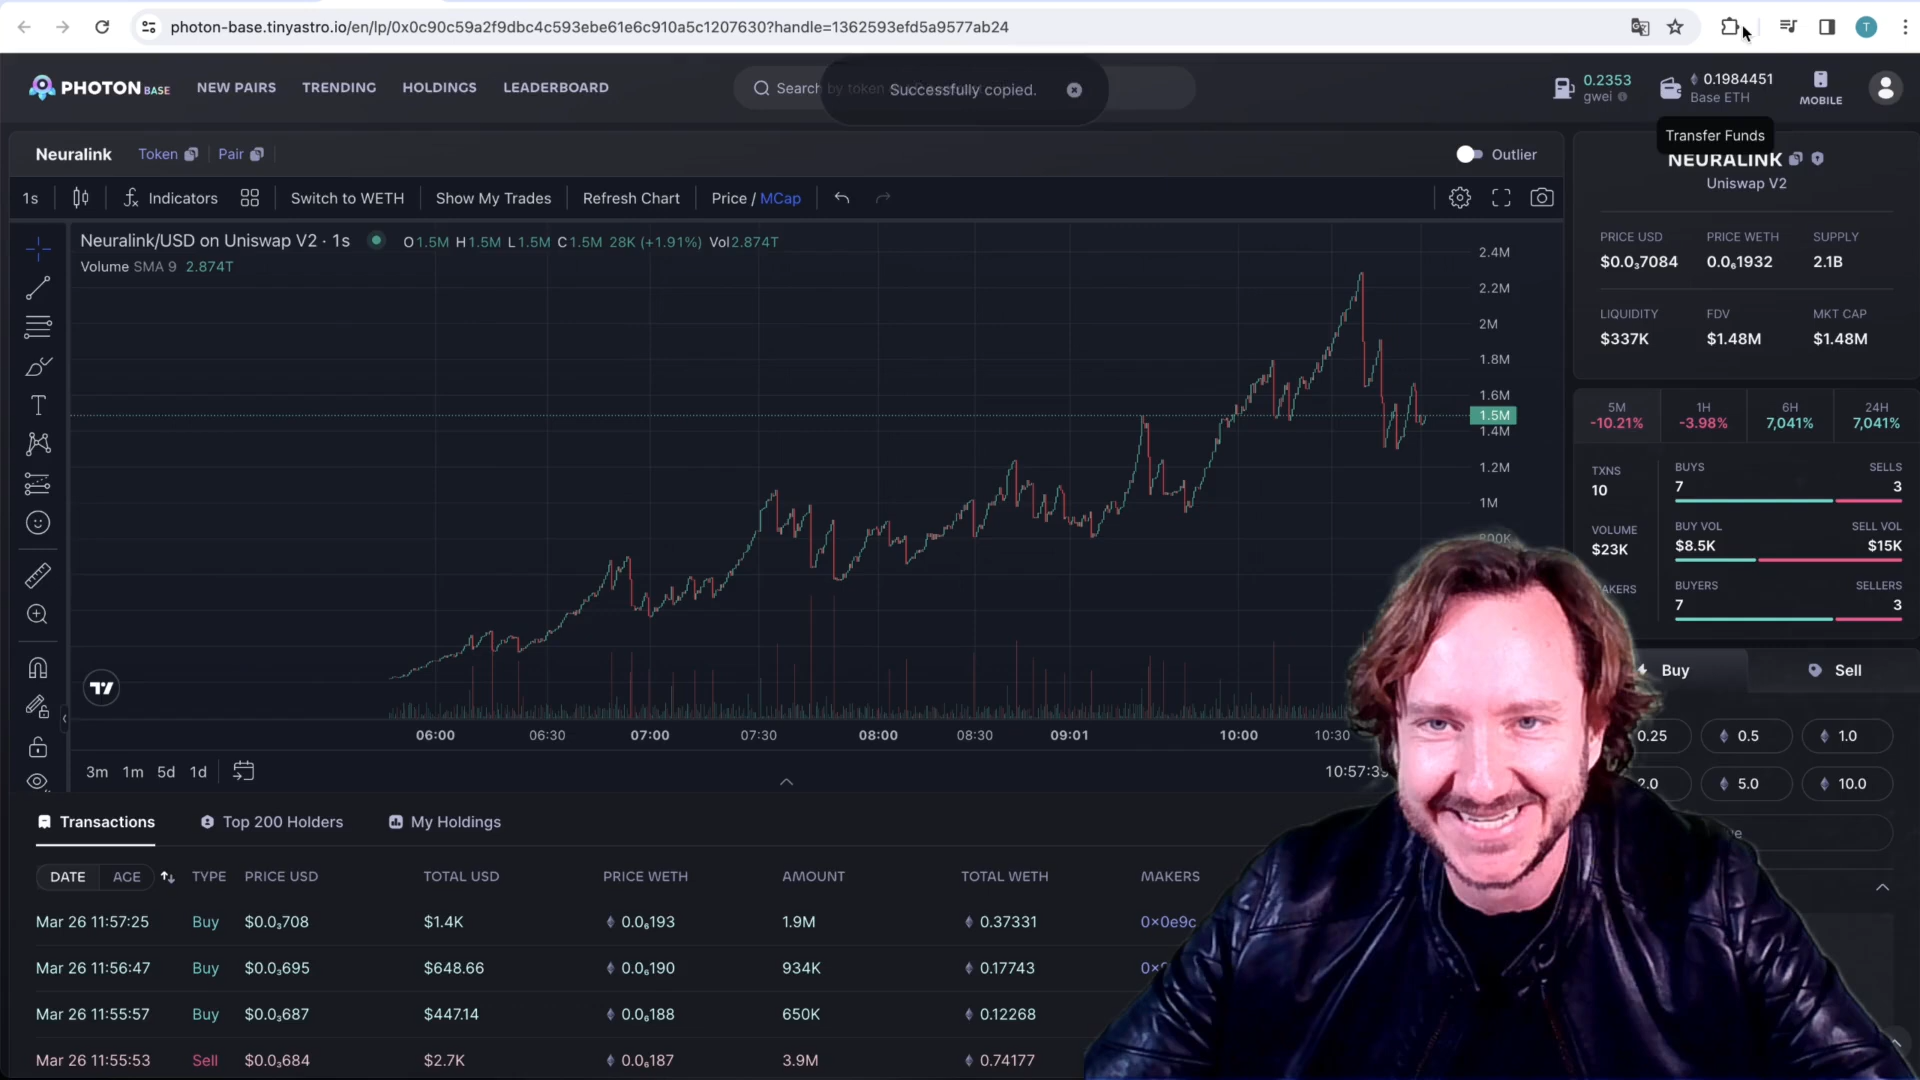 photon-base.tinyastro.io/en/lp/0x0c90c59a2f9dbc4c593ebe61e6c910a5c1207630?handle=1362593efd5a9577ab24
T
PHOTON BASE NEW PAIRS TRENDING HOLDINGS LEADERBOARD
Search by token
Successfully copied.
0.2353
gwei
0.1984451
Base ETH
MOBILE
Transfer Funds
Neuralink Token Pair
Outlier
1s Indicators Switch to WETH Show My Trades Refresh Chart Price / MCap
Neuralink/USD on Uniswap V2 · 1s O1.5M H1.5M L1.5M C1.5M 28K (+1.91%) Vol2.874T
Volume SMA 9 2.874T
2.4M
2.2M
2M
1.8M
1.6M
1.5M
1.4M
1.2M
1M
800K
06:00 06:30 07:00 07:30 08:00 08:30 09:01 10:00 10:30
3m 1m 5d 1d
NEURALINK
Uniswap V2
PRICE USD PRICE WETH SUPPLY
$0.0₃7084 0.0₆1932 2.1B
LIQUIDITY FDV MKT CAP
$337K $1.48M $1.48M
5M 1H 6H 24H
-10.21% -3.98% 7,041% 7,041%
TXNS BUYS SELLS
10 7 3
VOLUME BUY VOL SELL VOL
$23K $8.5K $15K
BUYERS SELLERS
7 3
Buy Sell
0.25 0.5 1.0
2.0 5.0 10.0
Transactions Top 200 Holders My Holdings
DATE AGE TYPE PRICE USD TOTAL USD PRICE WETH AMOUNT TOTAL WETH MAKERS
Mar 26 11:57:25 Buy $0.0₃708 $1.4K 0.0₆193 1.9M 0.37331 0x0e9c
Mar 26 11:56:47 Buy $0.0₃695 $648.66 0.0₆190 934K 0.17743
Mar 26 11:55:57 Buy $0.0₃687 $447.14 0.0₆188 650K 0.12268
Mar 26 11:55:53 Sell $0.0₃684 $2.7K 0.0₆187 3.9M 0.74177